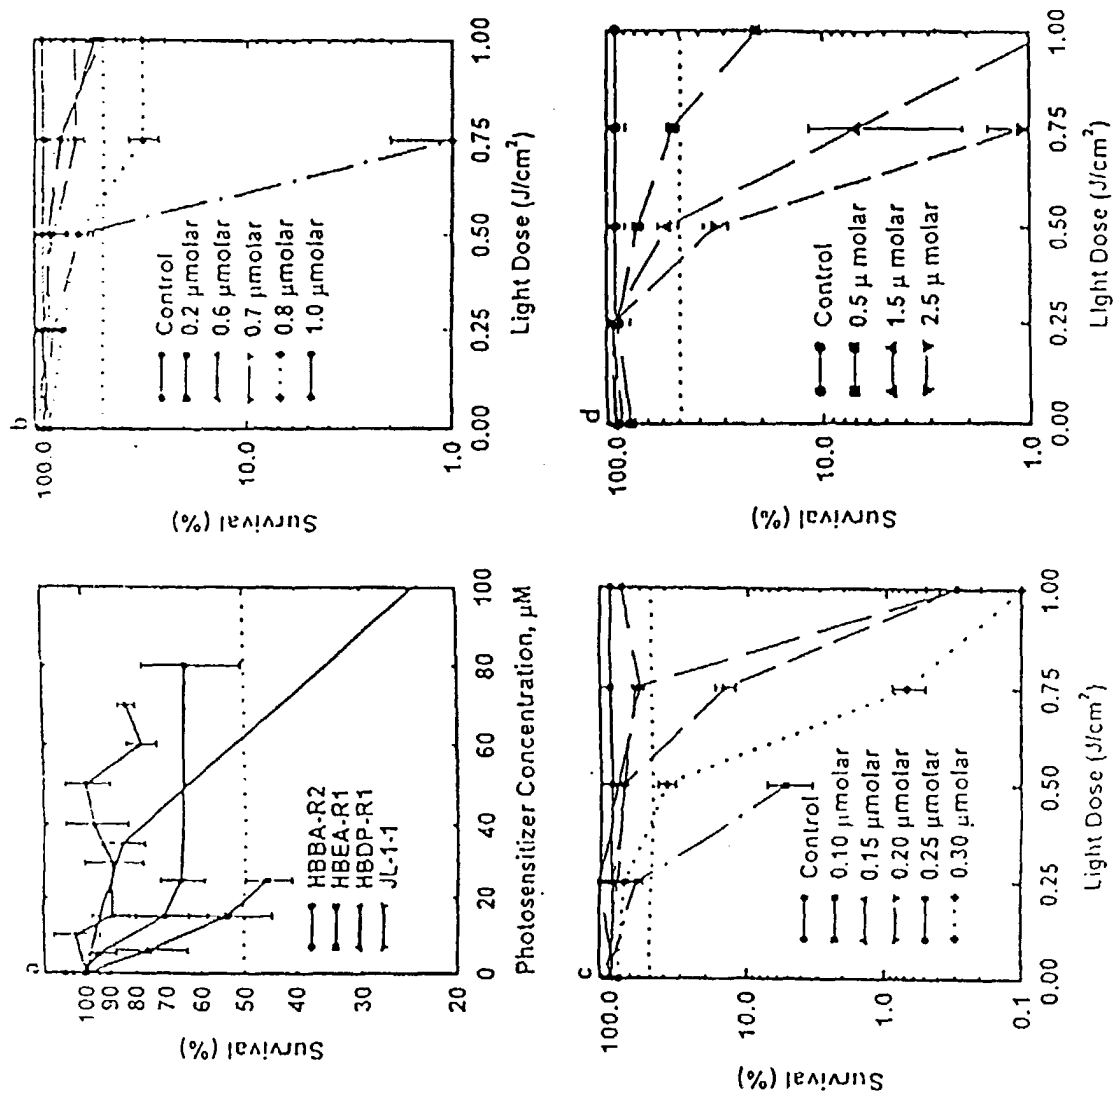 a
Survival (%)
100
90
80
70
60
50
40
30
20
0
20
40
60
80
100
Photosensitizer Concentration, µM
HBBA-R2
HBEA-R1
HBDP-R1
JL-1-1
b
Survival (%)
100.0
10.0
1.0
0.00
0.25
0.50
0.75
1.00
Light Dose (J/cm²)
Control
0.2 µmolar
0.6 µmolar
0.7 µmolar
0.8 µmolar
1.0 µmolar
c
Survival (%)
100.0
10.0
1.0
0.1
0.00
0.25
0.50
0.75
1.00
Light Dose (J/cm²)
Control
0.10 µmolar
0.15 µmolar
0.20 µmolar
0.25 µmolar
0.30 µmolar
d
Survival (%)
100.0
10.0
1.0
0.00
0.25
0.50
0.75
1.00
Light Dose (J/cm²)
Control
0.5 µ molar
1.5 µ molar
2.5 µ molar